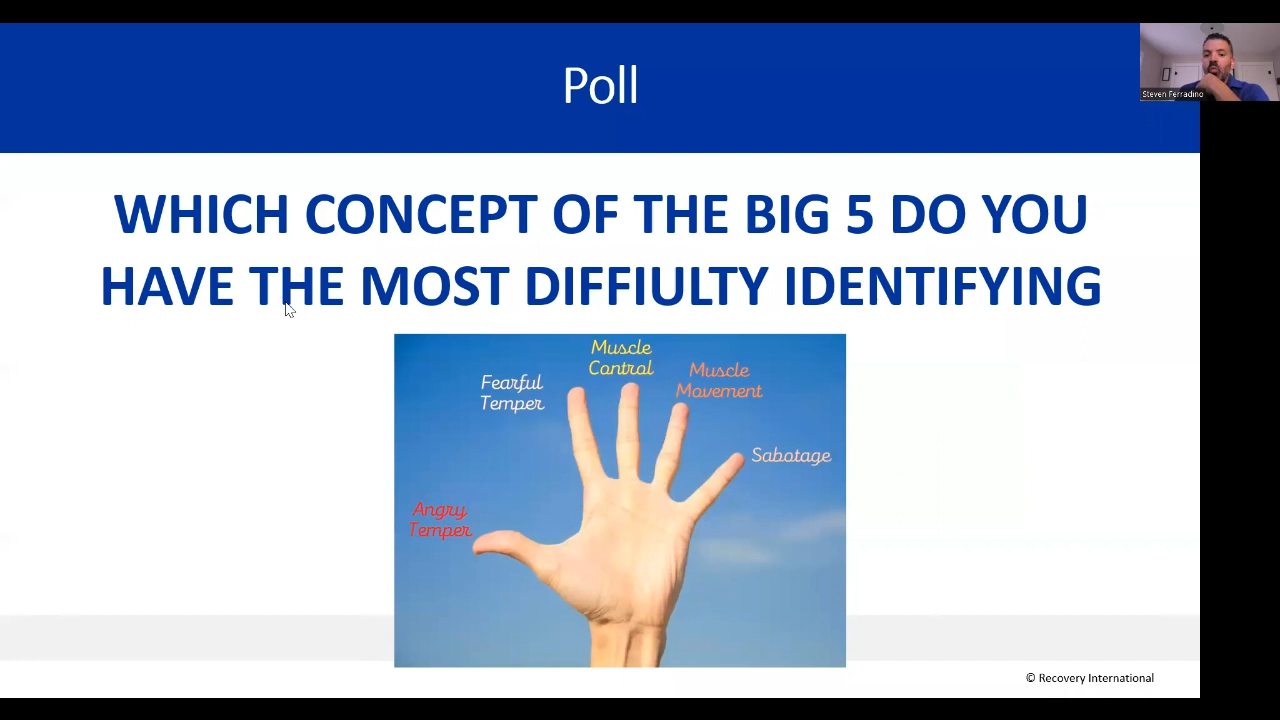 Poll
Steven Ferradino
WHICH CONCEPT OF THE BIG 5 DO YOU
HAVE THE MOST DIFFIULTY IDENTIFYING
Muscle
Control
Fearful
Temper
Muscle
Movement
Sabotage
Angry
Temper
© Recovery International